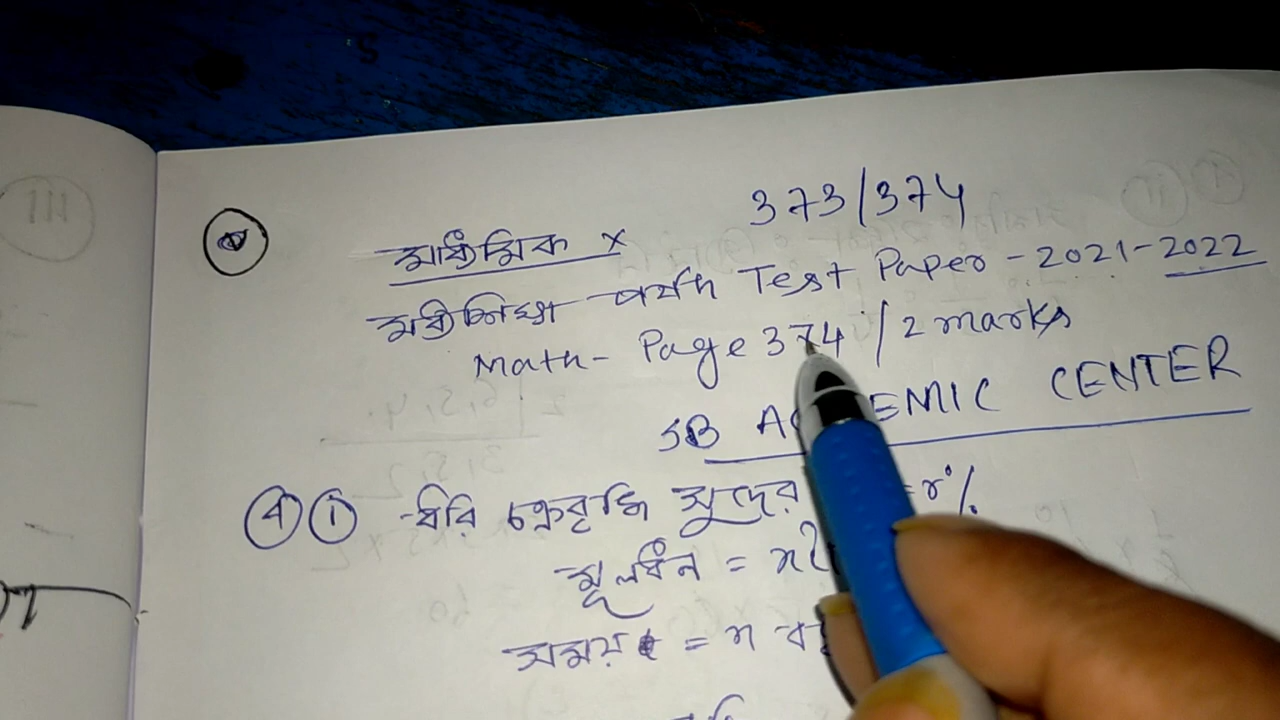 373/374
মাধ্যমিক X
মধ্যশিক্ষা পর্ষদ Test Paper - 2021-2022
Math - Page 374 / 2 marks
SB EMIC CENTER
④ ① ধরি চক্রবৃদ্ধি সুদের = r%
মূলধন = x
সময় = n